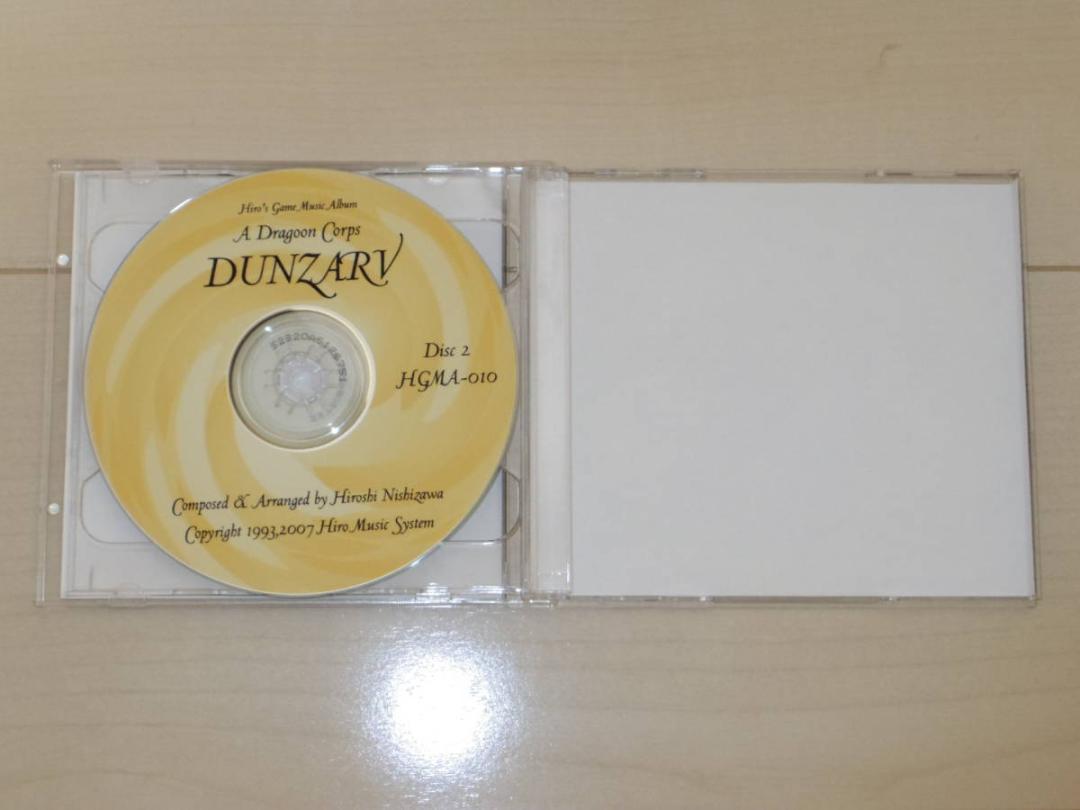 Hiro's Game Music Album
A Dragoon Corps
DUNZARV
Disc 2
HGMA-010
Composed & Arranged by Hiroshi Nishizawa
Copyright 1993,2007 Hiro Music System